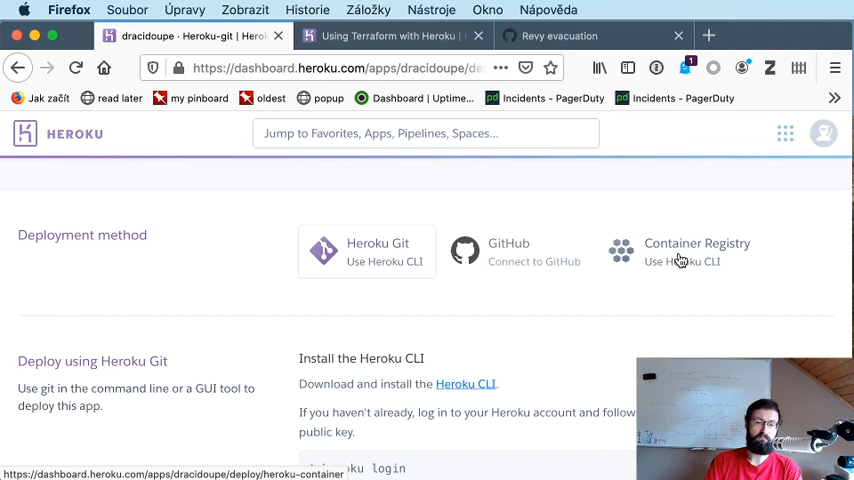 Firefox Soubor Úpravy Zobrazit Historie Záložky Nástroje Okno Nápověda
dracidoupe · Heroku-git | Herok
Using Terraform with Heroku |
Revy evacuation
https://dashboard.heroku.com/apps/dracidoupe/de
1
Jak začít read later my pinboard oldest popup Dashboard | Uptime... Incidents - PagerDuty Incidents - PagerDuty
HEROKU
Jump to Favorites, Apps, Pipelines, Spaces...
Deployment method
Heroku Git
Use Heroku CLI
GitHub
Connect to GitHub
Container Registry
Use Heroku CLI
Deploy using Heroku Git
Use git in the command line or a GUI tool to
deploy this app.
Install the Heroku CLI
Download and install the Heroku CLI.
If you haven't already, log in to your Heroku account and follow
public key.
login
https://dashboard.heroku.com/apps/dracidoupe/deploy/heroku-container